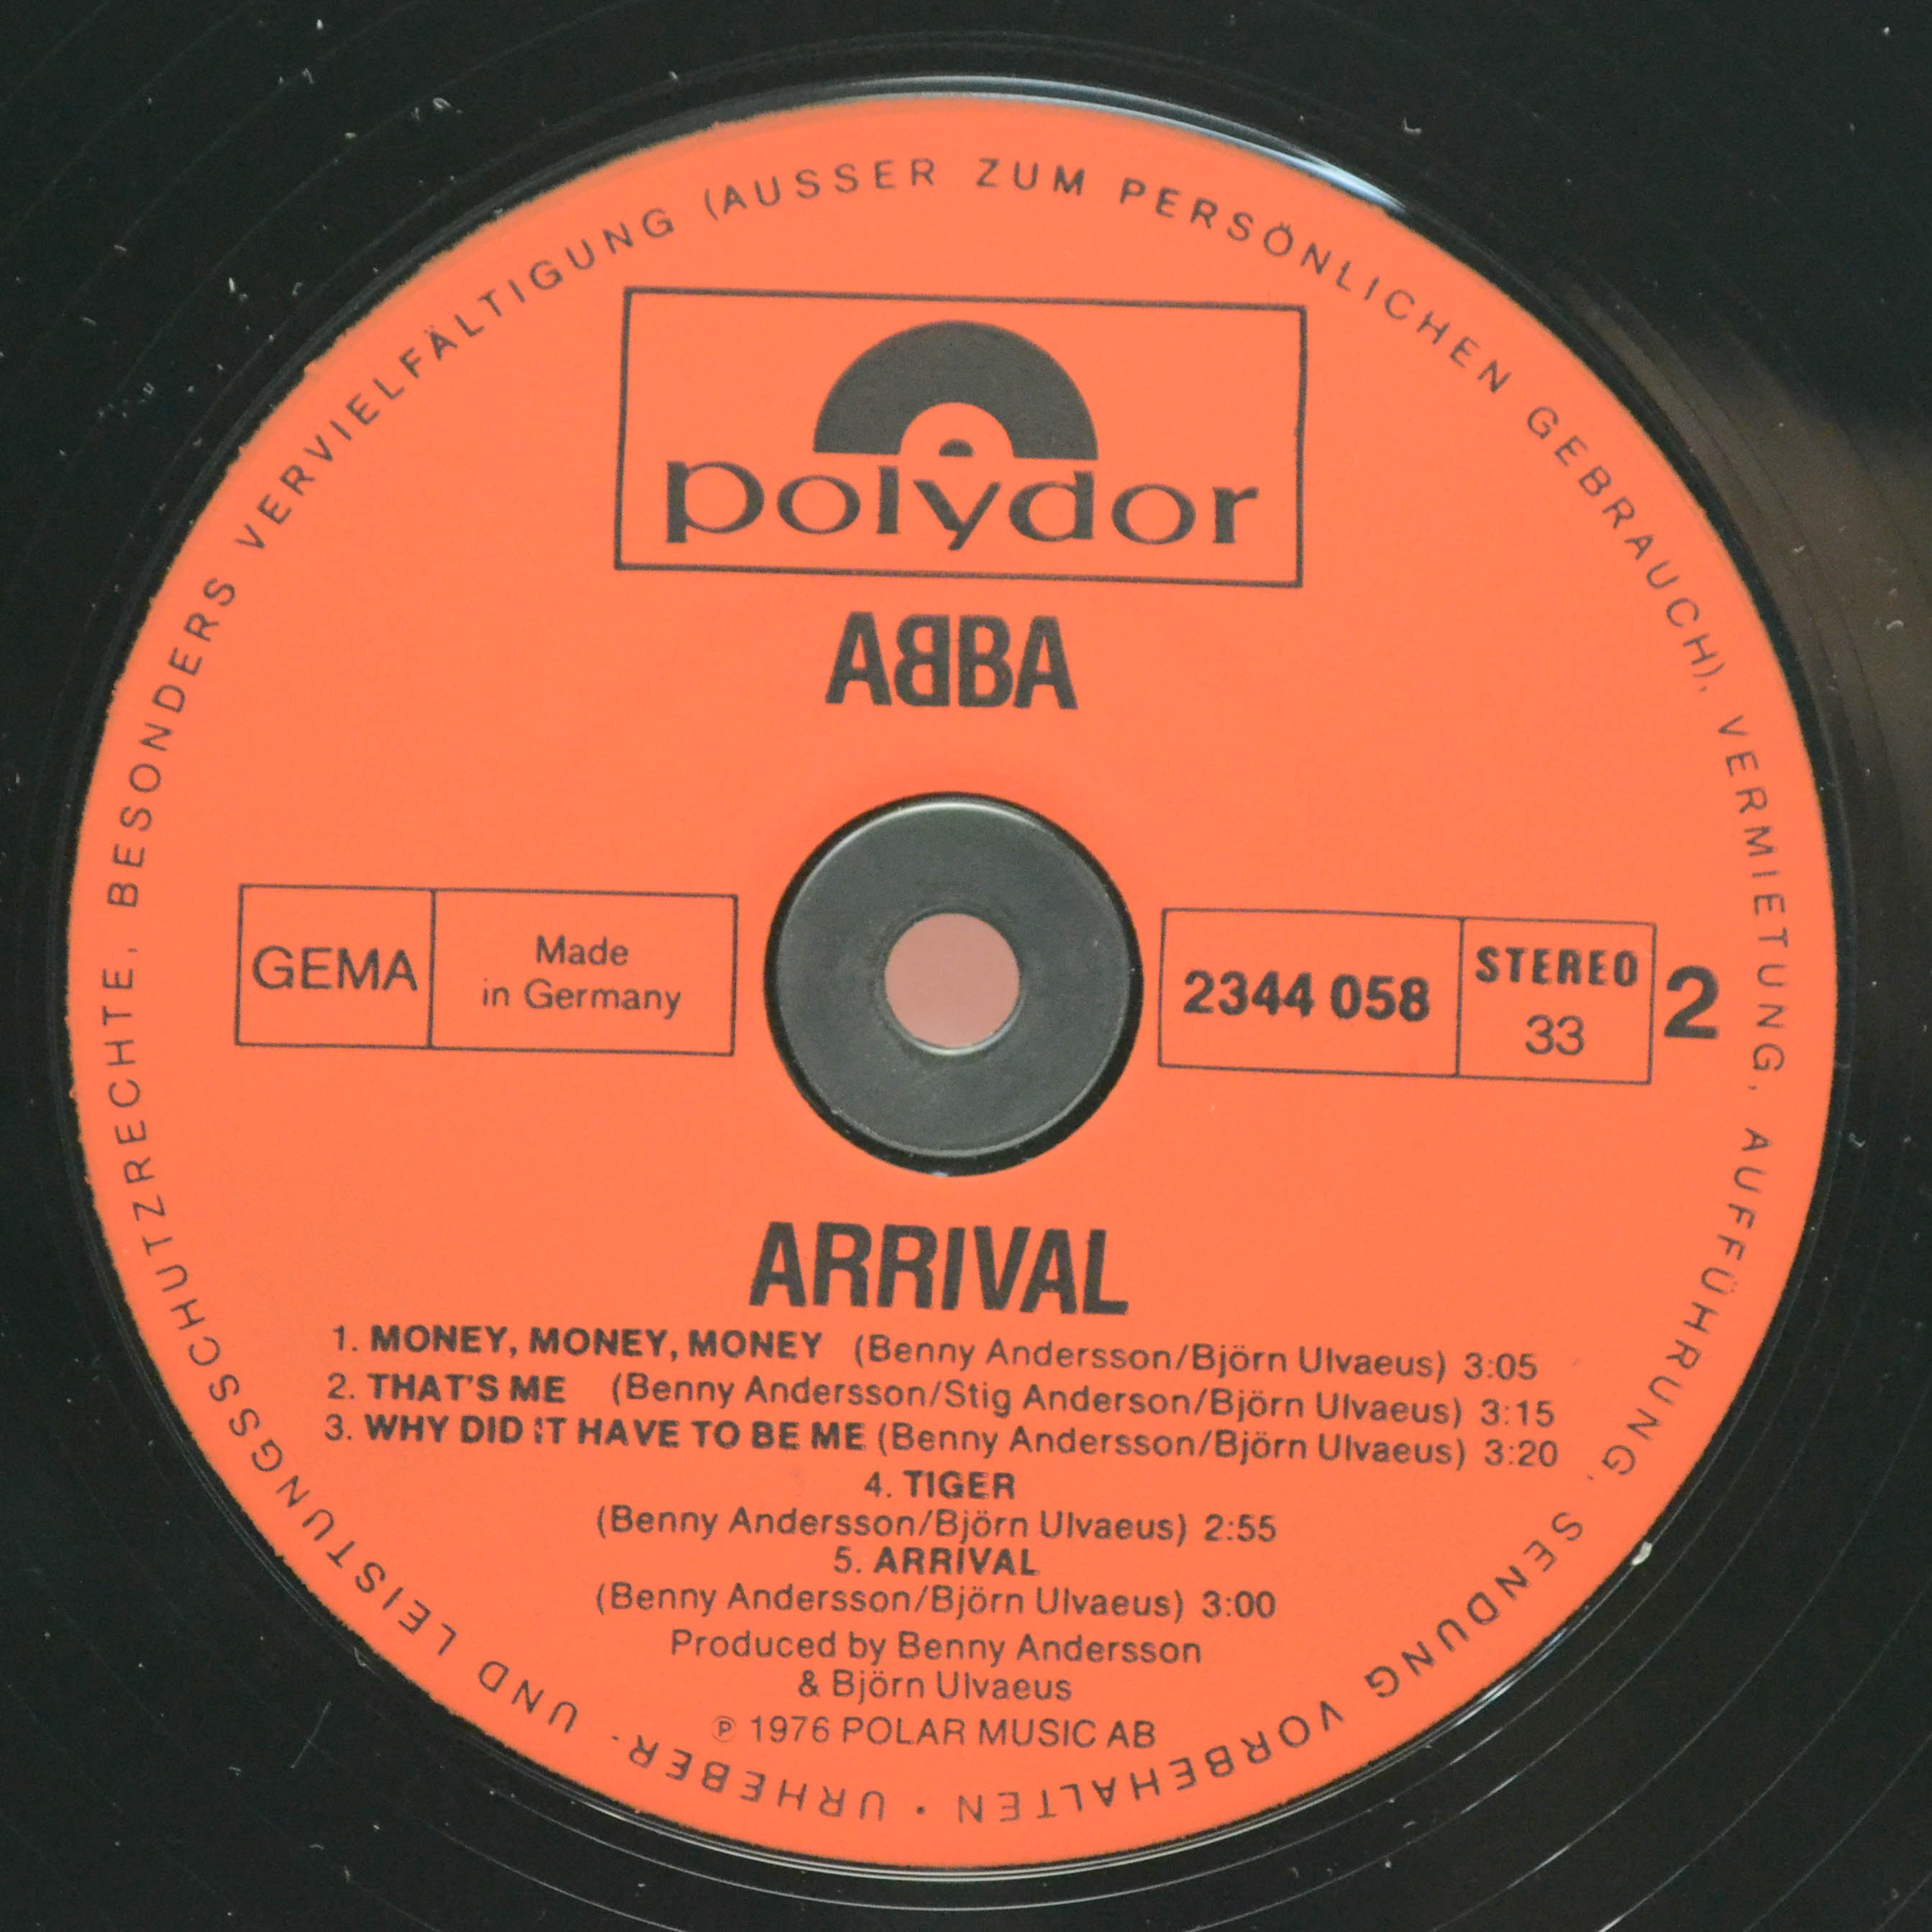 URHEBER- UND LEISTUNGSSCHUTZRECHTE, BESONDERS VERVIELFÄLTIGUNG (AUSSER ZUM PERSÖNLICHEN GEBRAUCH), VERMIETUNG, AUFFÜHRUNG, SENDUNG VORBEHALTEN ·
polydor
ABBA
GEMA
Made
in Germany
2344 058
STEREO
33
2
ARRIVAL
1. MONEY, MONEY, MONEY (Benny Andersson/Björn Ulvaeus) 3:05
2. THAT'S ME (Benny Andersson/Stig Anderson/Björn Ulvaeus) 3:15
3. WHY DID IT HAVE TO BE ME (Benny Andersson/Björn Ulvaeus) 3:20
4. TIGER
(Benny Andersson/Björn Ulvaeus) 2:55
5. ARRIVAL
(Benny Andersson/Björn Ulvaeus) 3:00
Produced by Benny Andersson
& Björn Ulvaeus
℗ 1976 POLAR MUSIC AB